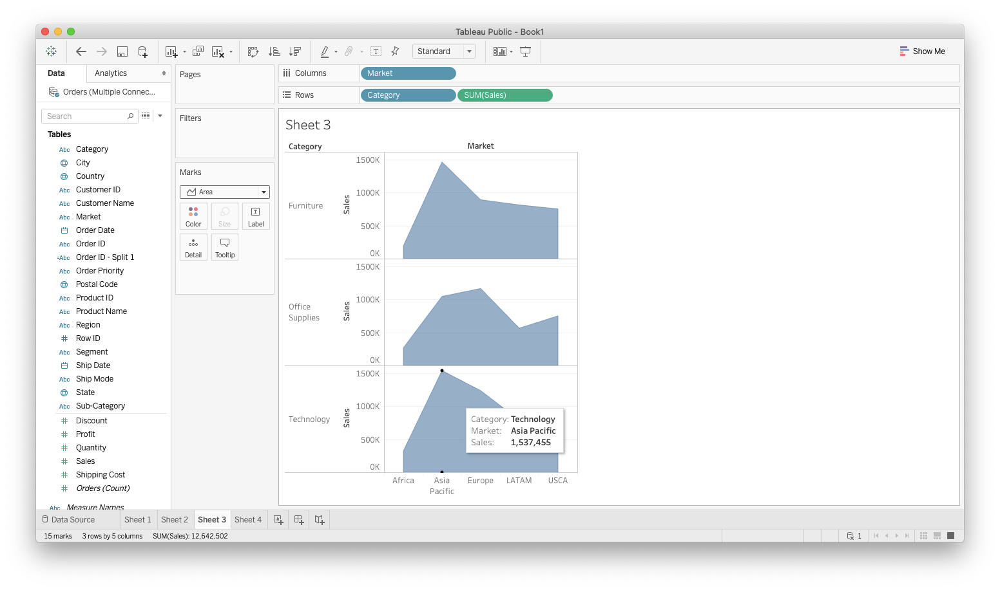 Tableau Public - Book1
Standard
Show Me
Data
Analytics
Orders (Multiple Connec...
Search
Tables
Abc Category
City
Country
Abc Customer ID
Abc Customer Name
Abc Market
Order Date
Abc Order ID
=Abc Order ID - Split 1
Abc Order Priority
Postal Code
Abc Product ID
Abc Product Name
Abc Region
# Row ID
Abc Segment
Ship Date
Abc Ship Mode
State
Abc Sub-Category
# Discount
# Profit
# Quantity
# Sales
# Shipping Cost
# Orders (Count)
Abc Measure Names
Pages
Filters
Marks
Area
Color
Size
T
Label
Detail
Tooltip
Columns
Market
Rows
Category
SUM(Sales)
Sheet 3
Category
Market
Furniture
Sales
1500K
1000K
500K
0K
Office
Supplies
Sales
1500K
1000K
500K
0K
Technology
Sales
1500K
1000K
500K
0K
Category: Technology
Market: Asia Pacific
Sales: 1,537,455
Africa
Asia
Pacific
Europe
LATAM
USCA
Data Source
Sheet 1
Sheet 2
Sheet 3
Sheet 4
15 marks
3 rows by 5 columns
SUM(Sales): 12,642,502
1